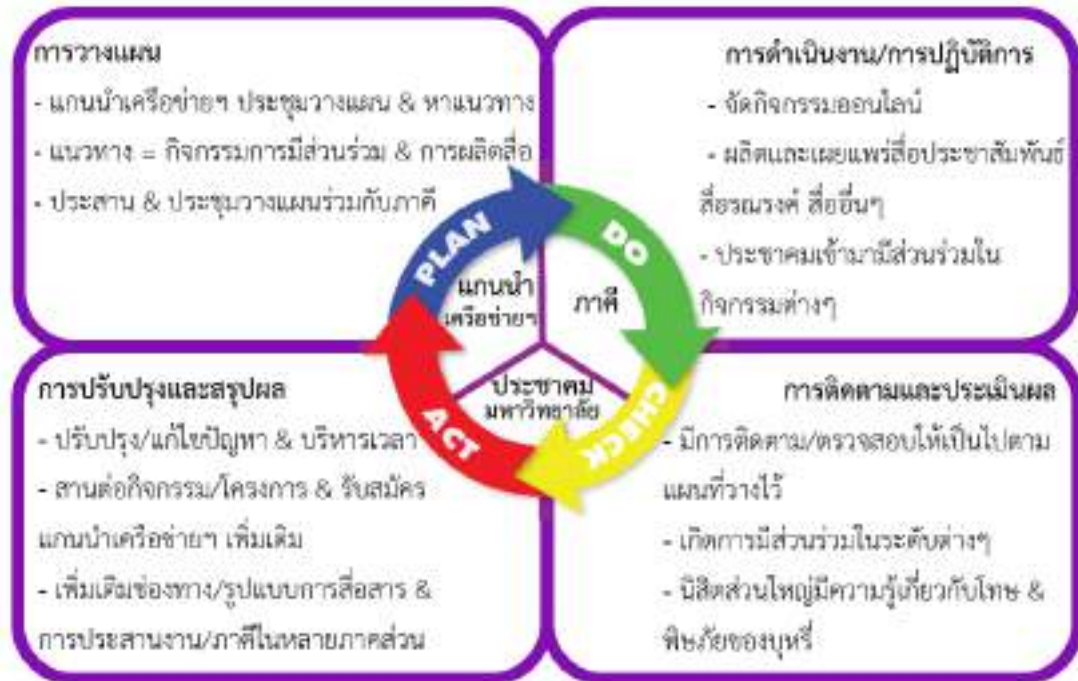 การวางแผน
- แกนนำเครือข่ายฯ ประชุมวางแผน & หาแนวทาง
- แนวทาง = กิจกรรมการมีส่วนร่วม & การผลิตสื่อ
- ประสาน & ประชุมวางแผนร่วมกับภาคี
การดำเนินงาน/การปฏิบัติการ
- จัดกิจกรรมออนไลน์
- ผลิตและเผยแพร่สื่อประชาสัมพันธ์
สื่อรณรงค์ สื่ออื่นๆ
- ประชาคมเข้ามามีส่วนร่วมใน
กิจกรรมต่างๆ
PLAN
DO
CHECK
ACT
แกนนำ
เครือข่ายฯ
ภาคี
ประชาคม
มหาวิทยาลัย
การปรับปรุงและสรุปผล
- ปรับปรุง/แก้ไขปัญหา & บริหารเวลา
- สานต่อกิจกรรม/โครงการ & รับสมัคร
แกนนำเครือข่ายฯ เพิ่มเติม
- เพิ่มเติมช่องทาง/รูปแบบการสื่อสาร &
การประสานงาน/ภาคีในหลายภาคส่วน
การติดตามและประเมินผล
- มีการติดตาม/ตรวจสอบให้เป็นไปตาม
แผนที่วางไว้
- เกิดการมีส่วนร่วมในระดับต่างๆ
- นิสิตส่วนใหญ่มีความรู้เกี่ยวกับโทษ &
พิษภัยของบุหรี่